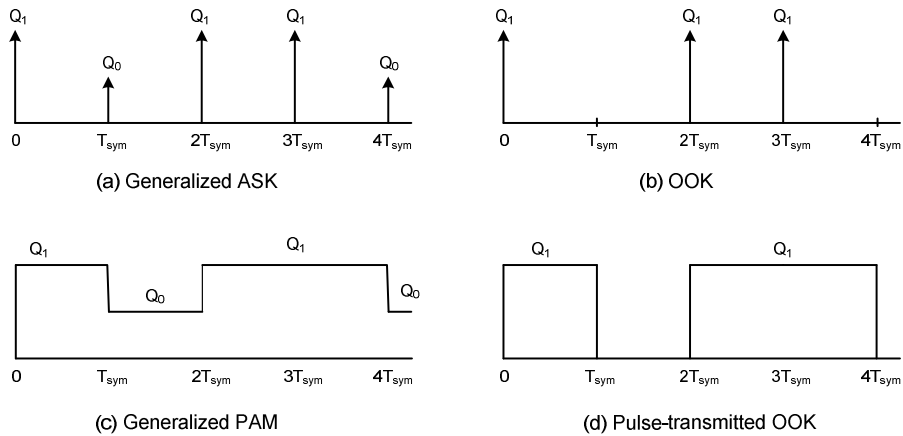 Q1 Q1 Q1
Q0 Q0
0 Tsym 2Tsym 3Tsym 4Tsym
(a) Generalized ASK
Q1 Q1 Q1
0 Tsym 2Tsym 3Tsym 4Tsym
(b) OOK
Q1 Q1
Q0 Q0
0 Tsym 2Tsym 3Tsym 4Tsym
(c) Generalized PAM
Q1 Q1
0 Tsym 2Tsym 3Tsym 4Tsym
(d) Pulse-transmitted OOK